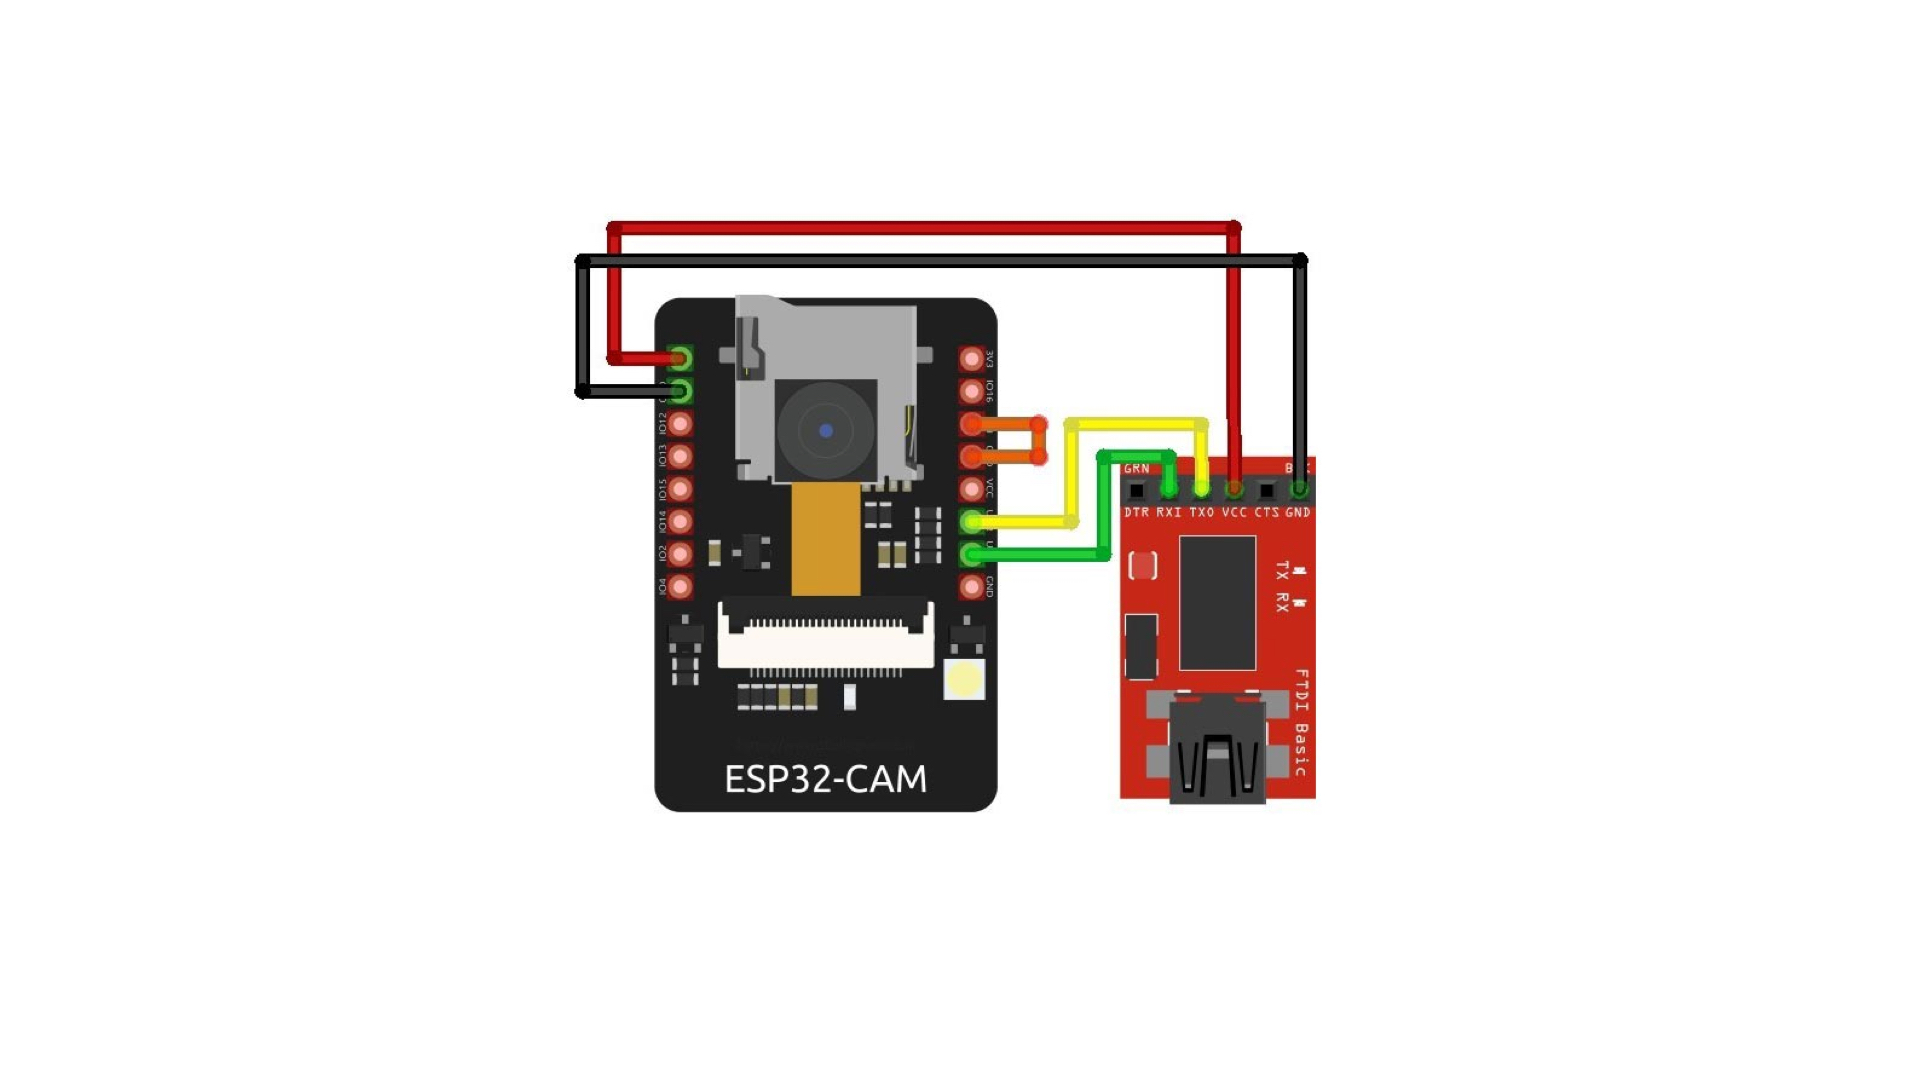 3V3
IO16
IO12
IO13
VCC
IO15
IO14
IO2
IO4
GND
GRN
DTR RXI TXO VCC CTS GND
TX
RX
FTDI Basic
ESP32-CAM